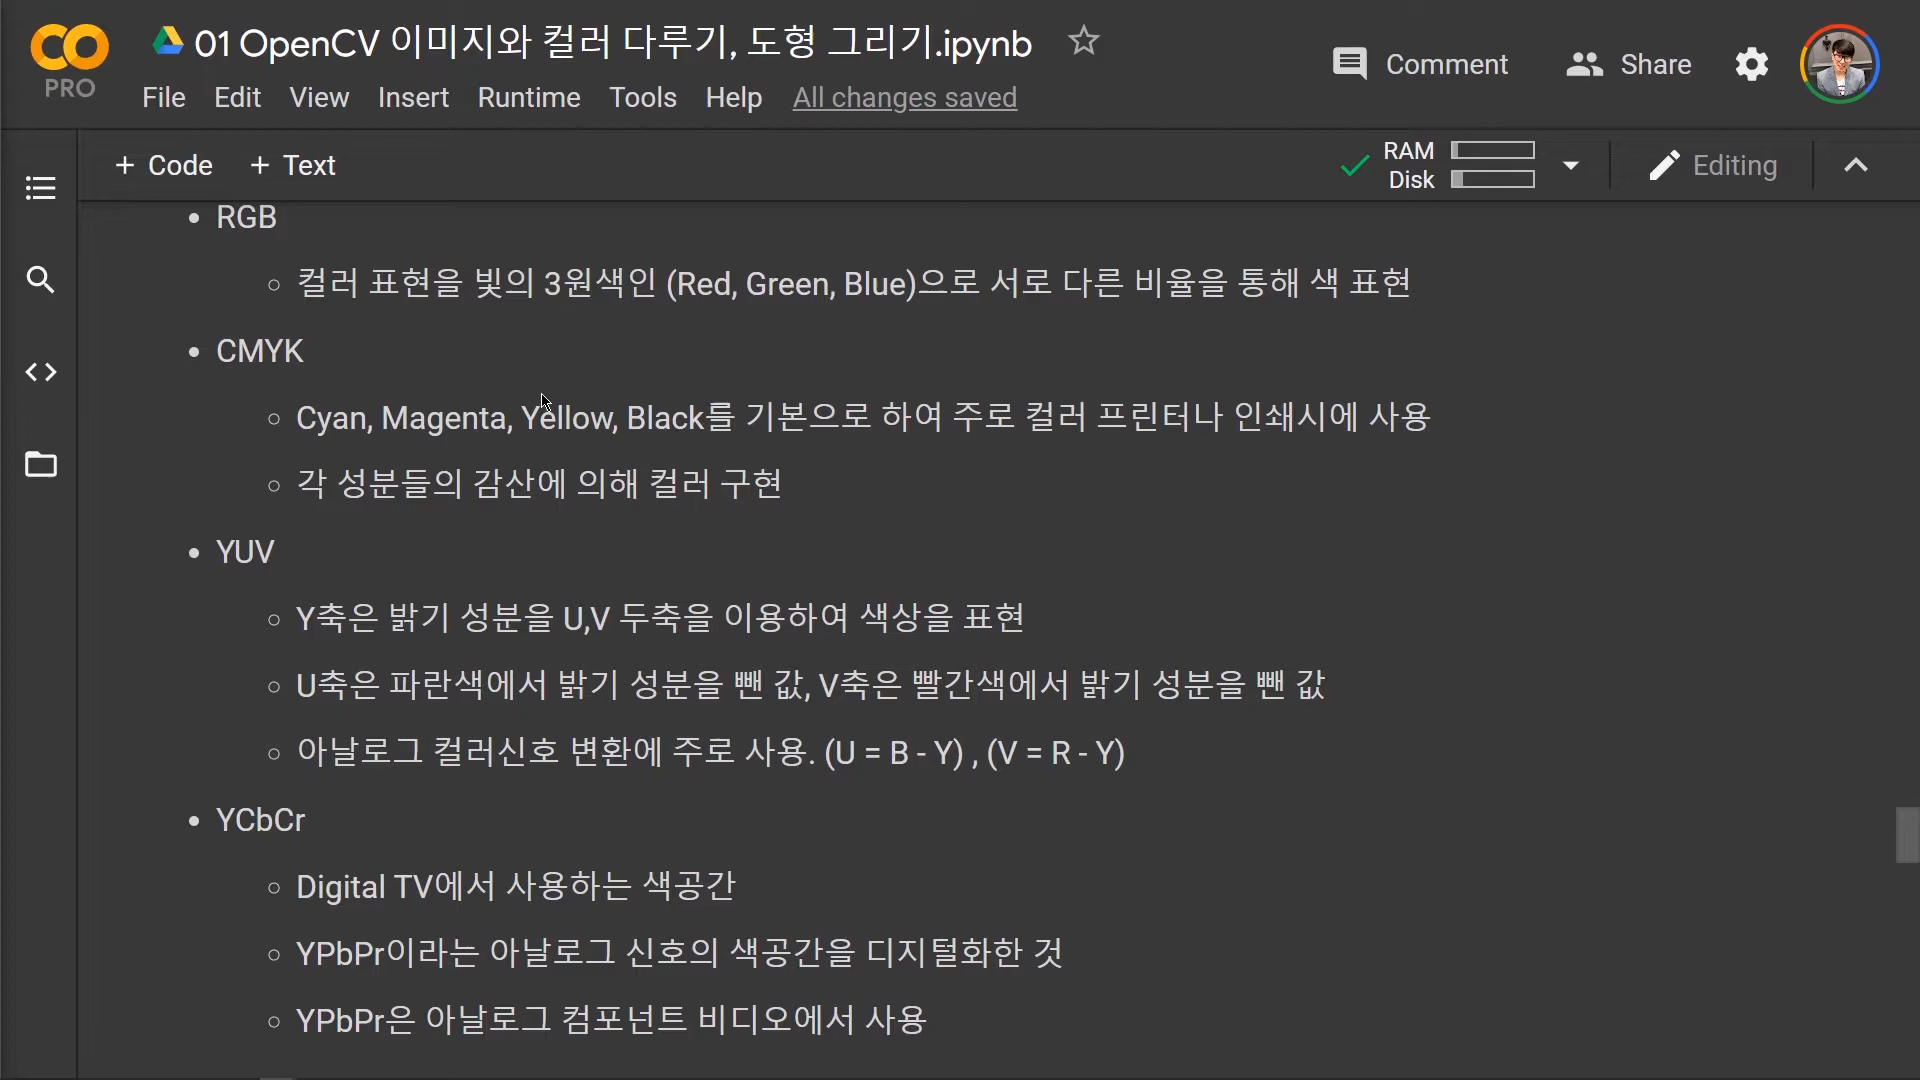 01 OpenCV 이미지와 컬러 다루기, 도형 그리기.ipynb
PRO
File Edit View Insert Runtime Tools Help All changes saved
Comment
Share
+ Code + Text
RAM
Disk
Editing
RGB
컬러 표현을 빛의 3원색인 (Red, Green, Blue)으로 서로 다른 비율을 통해 색 표현
CMYK
Cyan, Magenta, Yellow, Black를 기본으로 하여 주로 컬러 프린터나 인쇄시에 사용
각 성분들의 감산에 의해 컬러 구현
YUV
Y축은 밝기 성분을 U,V 두축을 이용하여 색상을 표현
U축은 파란색에서 밝기 성분을 뺀 값, V축은 빨간색에서 밝기 성분을 뺀 값
아날로그 컬러신호 변환에 주로 사용. (U = B - Y) , (V = R - Y)
YCbCr
Digital TV에서 사용하는 색공간
YPbPr이라는 아날로그 신호의 색공간을 디지털화한 것
YPbPr은 아날로그 컴포넌트 비디오에서 사용